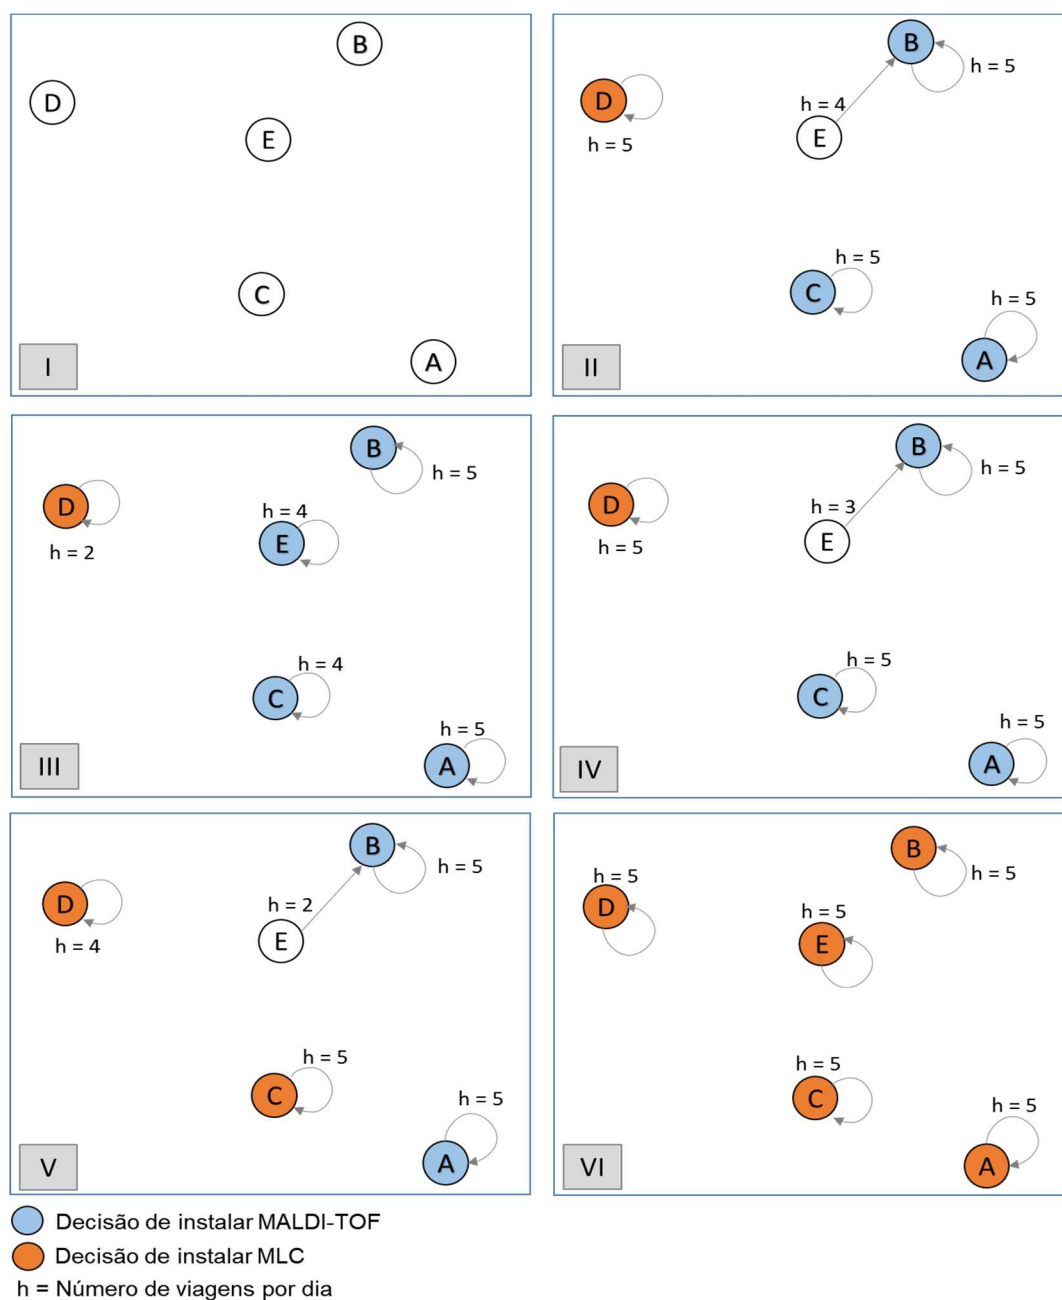 B
D
E
C
A
I
B
h = 5
D
h = 4
h = 5
E
h = 5
C
h = 5
A
II
B
h = 5
D
h = 4
h = 2
E
h = 4
C
h = 5
A
III
B
h = 5
D
h = 3
h = 5
E
h = 5
C
h = 5
A
IV
B
h = 5
D
h = 2
h = 4
E
h = 5
C
h = 5
A
V
B
h = 5
h = 5
D
h = 5
E
h = 5
C
h = 5
A
VI
Decisão de instalar MALDI-TOF
Decisão de instalar MLC
h = Número de viagens por dia